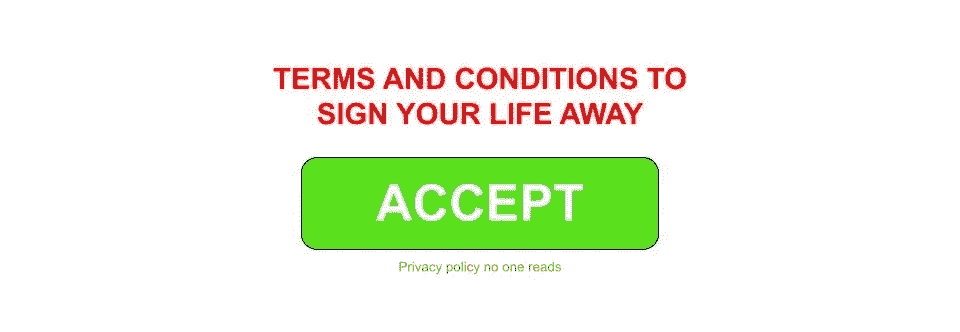 TERMS AND CONDITIONS TO
SIGN YOUR LIFE AWAY
ACCEPT
Privacy policy no one reads